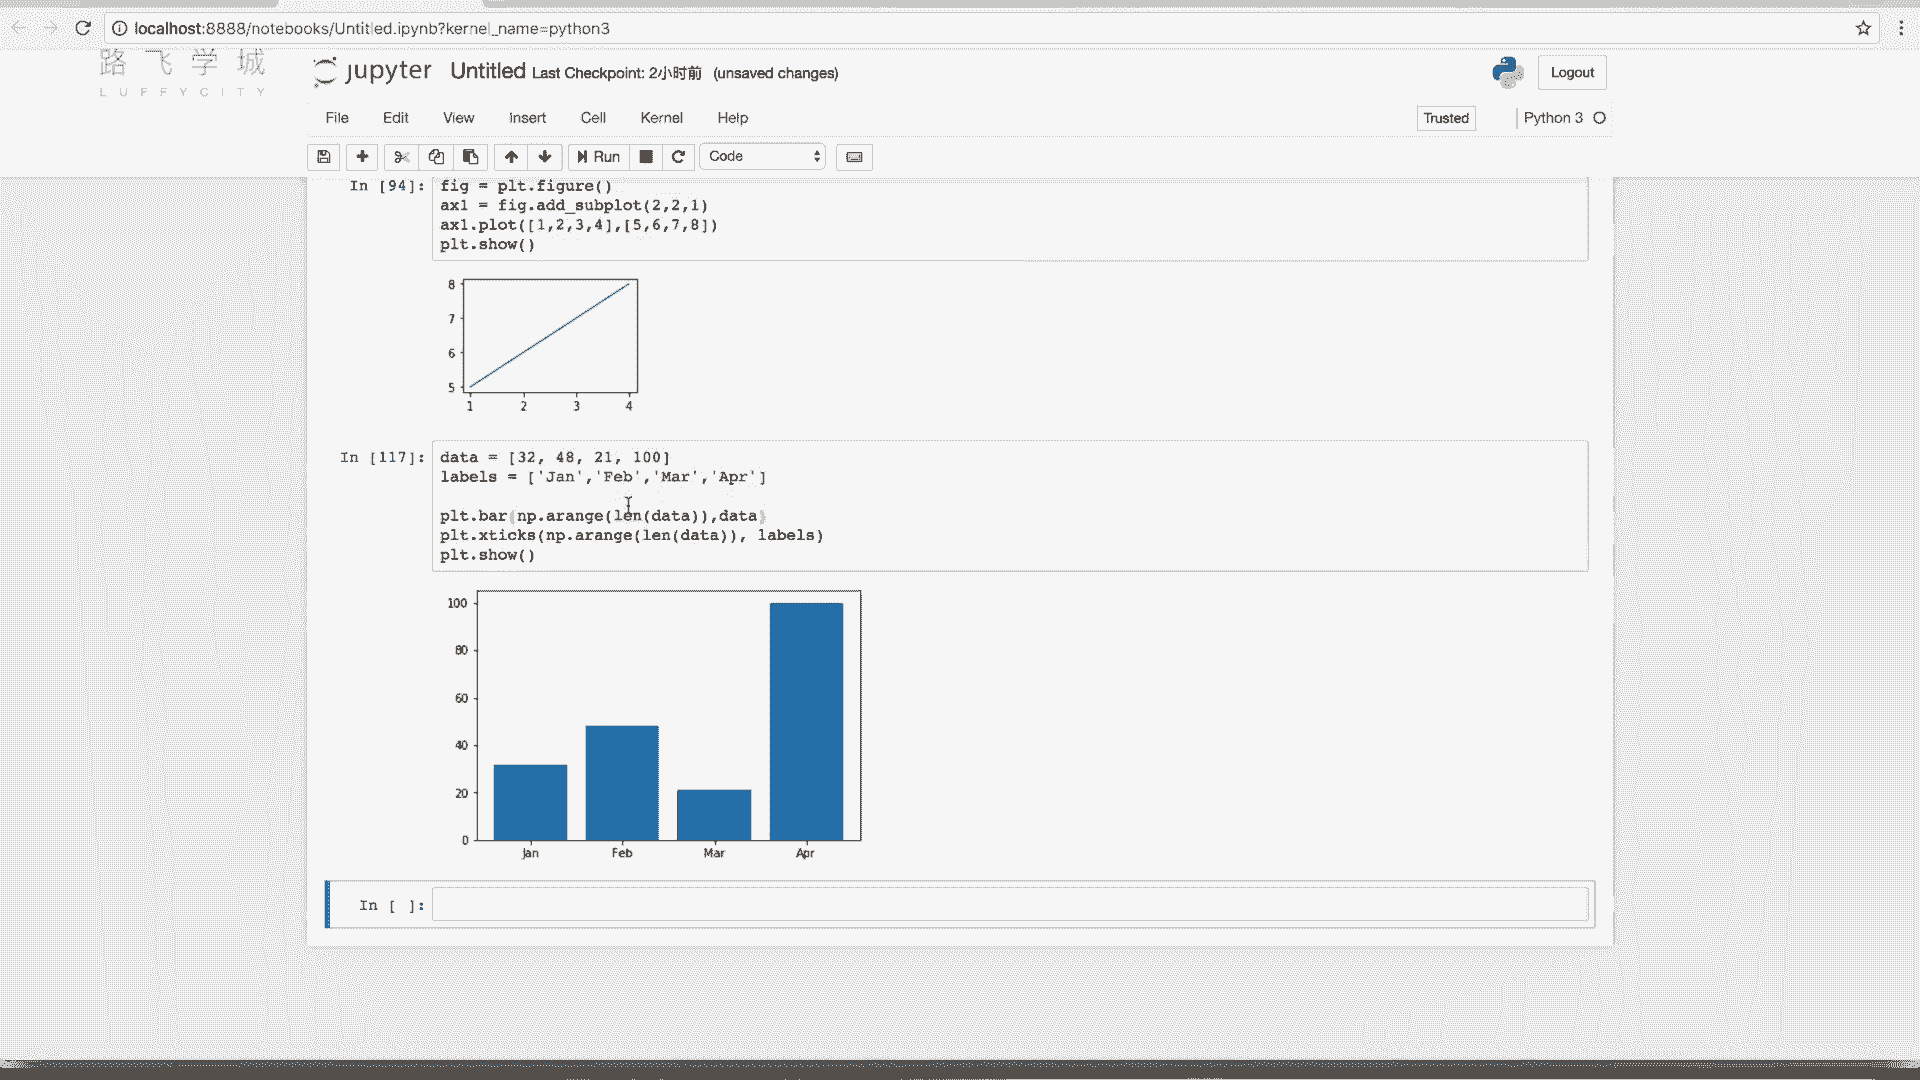 localhost:8888/notebooks/Untitled.ipynb?kernel_name=python3
路飞学城
LUFFYCITY
jupyter Untitled Last Checkpoint: 2小时前 (unsaved changes)
Logout
File Edit View Insert Cell Kernel Help
Trusted
Python 3
Run
Code
In [94]: fig = plt.figure()
ax1 = fig.add_subplot(2,2,1)
ax1.plot([1,2,3,4],[5,6,7,8])
plt.show()
8
7
6
5
1 2 3 4
In [117]: data = [32, 48, 21, 100]
labels = ['Jan','Feb','Mar','Apr']
plt.bar(np.arange(len(data)),data)
plt.xticks(np.arange(len(data)), labels)
plt.show()
100
80
60
40
20
0
Jan Feb Mar Apr
In [ ]: